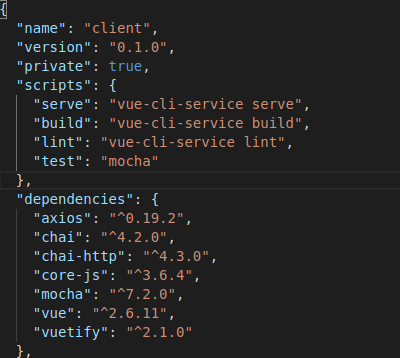 {
"name": "client",
"version": "0.1.0",
"private": true,
"scripts": {
"serve": "vue-cli-service serve",
"build": "vue-cli-service build",
"lint": "vue-cli-service lint",
"test": "mocha"
},
"dependencies": {
"axios": "^0.19.2",
"chai": "^4.2.0",
"chai-http": "^4.3.0",
"core-js": "^3.6.4",
"mocha": "^7.2.0",
"vue": "^2.6.11",
"vuetify": "^2.1.0"
},